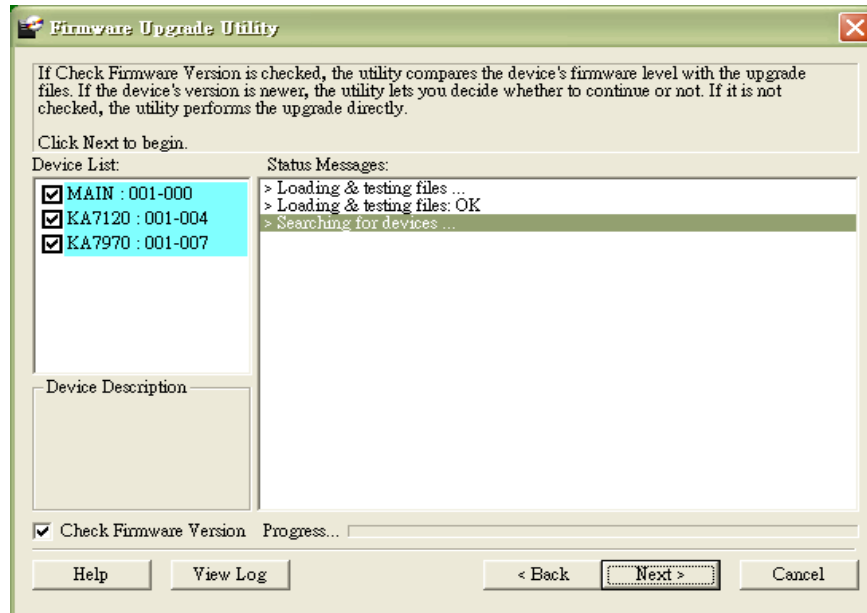 Firmware Upgrade Utility
If Check Firmware Version is checked, the utility compares the device's firmware level with the upgrade
files. If the device's version is newer, the utility lets you decide whether to continue or not. If it is not
checked, the utility performs the upgrade directly.
Click Next to begin.
Device List:
MAIN : 001-000
KA7120 : 001-004
KA7970 : 001-007
Status Messages:
> Loading & testing files ...
> Loading & testing files: OK
> Searching for devices ...
Device Description
Check Firmware Version Progress...
Help View Log < Back Next > Cancel